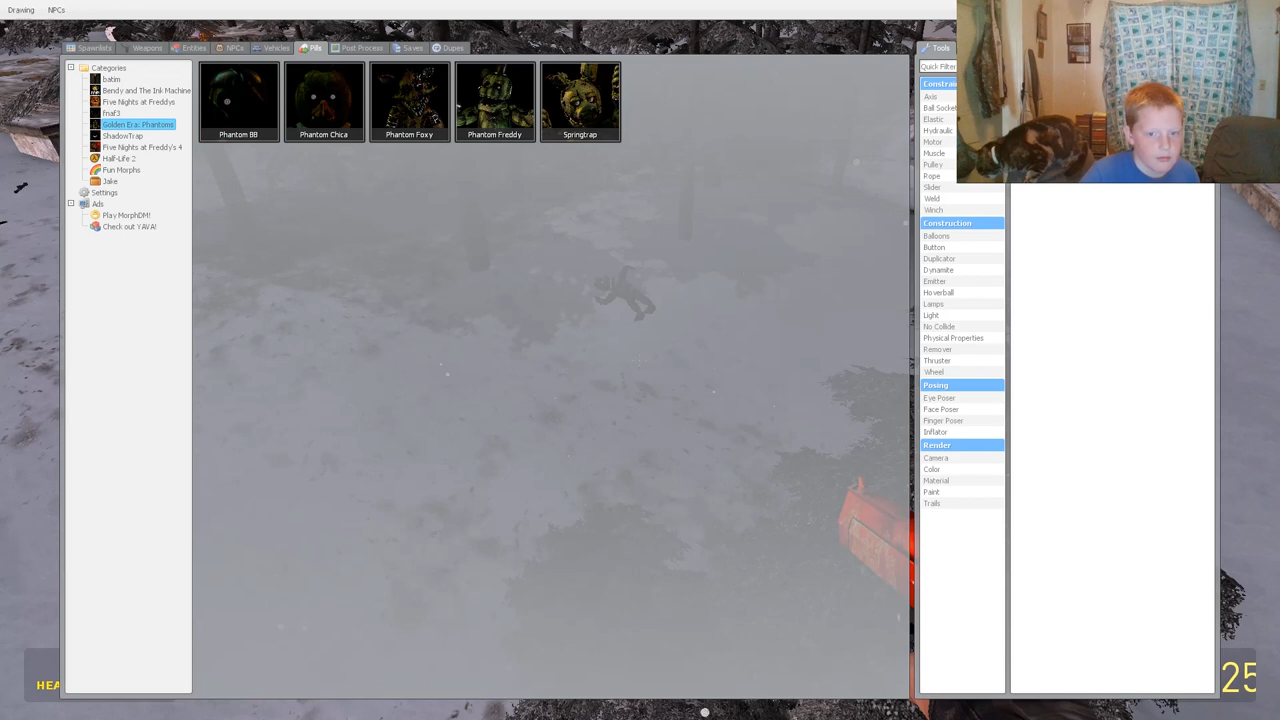 Drawing NPCs
Spawnlists Weapons Entities NPCs Vehicles Pills Post Process Saves Dupes
Categories
batim
Bendy and The Ink Machine
Five Nights at Freddys
fnaf3
Golden Era: Phantoms
ShadowTrap
Five Nights at Freddy's 4
Half-Life 2
Fun Morphs
Jake
Settings
Ads
Play MorphDM!
Check out YAVA!
Phantom BB Phantom Chica Phantom Foxy Phantom Freddy Springtrap
Tools
Quick Filter
Constrai
Axis
Ball Socket
Elastic
Hydraulic
Motor
Muscle
Pulley
Rope
Slider
Weld
Winch
Construction
Balloons
Button
Duplicator
Dynamite
Emitter
Hoverball
Lamps
Light
No Collide
Physical Properties
Remover
Thruster
Wheel
Posing
Eye Poser
Face Poser
Finger Poser
Inflator
Render
Camera
Color
Material
Paint
Trails
HEA
25